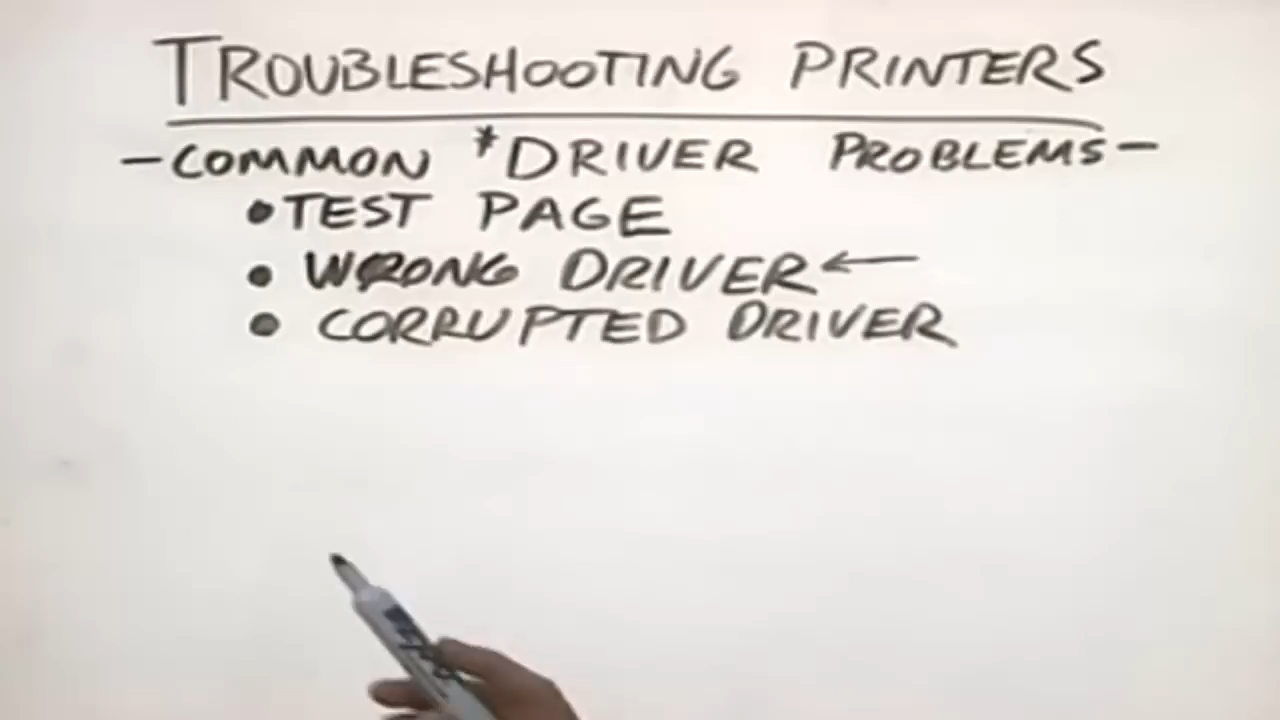 TROUBLESHOOTING PRINTERS
- COMMON *DRIVER PROBLEMS -
• TEST PAGE
• WRONG DRIVER ←
• CORRUPTED DRIVER